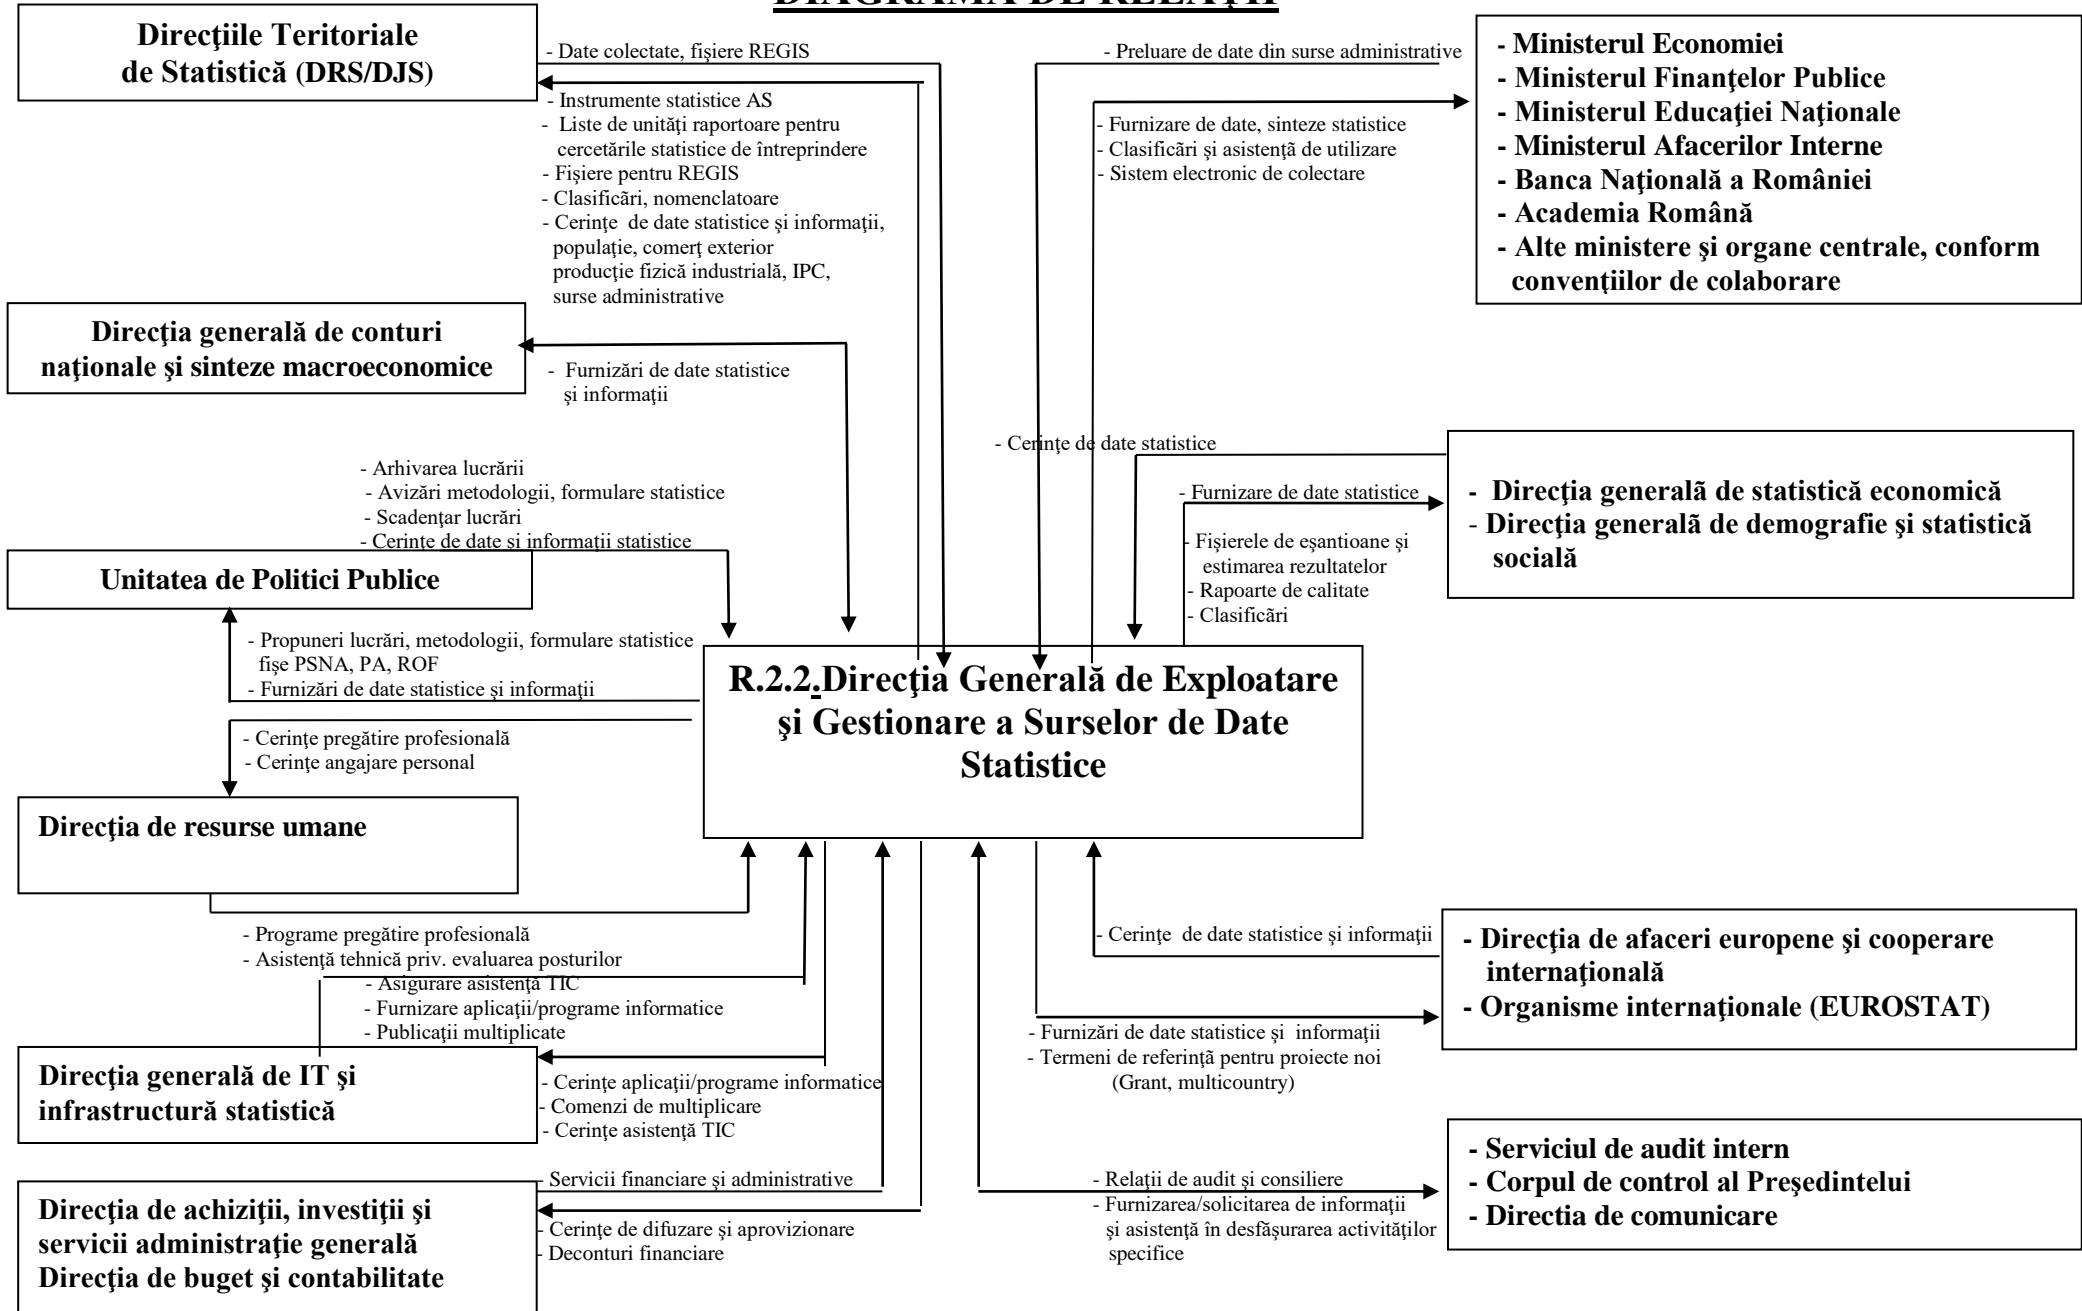 DIAGRAMA DE RELAŢII
Direcţiile Teritoriale
de Statistică (DRS/DJS)
- Date colectate, fişiere REGIS
- Instrumente statistice AS
- Liste de unităţi raportoare pentru
cercetările statistice de întreprindere
- Fişiere pentru REGIS
- Clasificãri, nomenclatoare
- Cerinţe de date statistice şi informaţii,
populaţie, comerţ exterior
producţie fizică industrială, IPC,
surse administrative
- Preluare de date din surse administrative
- Furnizare de date, sinteze statistice
- Clasificãri şi asistenţã de utilizare
- Sistem electronic de colectare
- Ministerul Economiei
- Ministerul Finanţelor Publice
- Ministerul Educaţiei Naţionale
- Ministerul Afacerilor Interne
- Banca Naţională a României
- Academia Română
- Alte ministere şi organe centrale, conform
convenţiilor de colaborare
Direcţia generală de conturi
naţionale şi sinteze macroeconomice
- Furnizări de date statistice
şi informaţii
- Cerinţe de date statistice
- Furnizare de date statistice
- Fişierele de eşantioane şi
estimarea rezultatelor
- Rapoarte de calitate
- Clasificãri
- Direcţia generalã de statistică economică
- Direcţia generalã de demografie şi statistică
socială
- Arhivarea lucrării
- Avizări metodologii, formulare statistice
- Scadenţar lucrări
- Cerinţe de date şi informaţii statistice
Unitatea de Politici Publice
- Propuneri lucrări, metodologii, formulare statistice
fişe PSNA, PA, ROF
- Furnizări de date statistice şi informaţii
R.2.2.Direcţia Generală de Exploatare
şi Gestionare a Surselor de Date
Statistice
- Cerinţe pregătire profesională
- Cerinţe angajare personal
Direcţia de resurse umane
- Programe pregătire profesională
- Asistenţă tehnică priv. evaluarea posturilor
- Asigurare asistenţă TIC
- Furnizare aplicaţii/programe informatice
- Publicaţii multiplicate
Direcţia generală de IT şi
infrastructură statistică
- Cerinţe aplicaţii/programe informatice
- Comenzi de multiplicare
- Cerinţe asistenţă TIC
- Cerinţe de date statistice şi informaţii
- Furnizări de date statistice şi informaţii
- Termeni de referinţã pentru proiecte noi
(Grant, multicountry)
- Direcţia de afaceri europene şi cooperare
internaţională
- Organisme internaţionale (EUROSTAT)
Direcţia de achiziţii, investiţii şi
servicii administraţie generală
Direcţia de buget şi contabilitate
- Servicii financiare şi administrative
- Cerinţe de difuzare şi aprovizionare
- Deconturi financiare
- Relaţii de audit şi consiliere
- Furnizarea/solicitarea de informaţii
şi asistenţă în desfăşurarea activităţilor
specifice
- Serviciul de audit intern
- Corpul de control al Preşedintelui
- Directia de comunicare